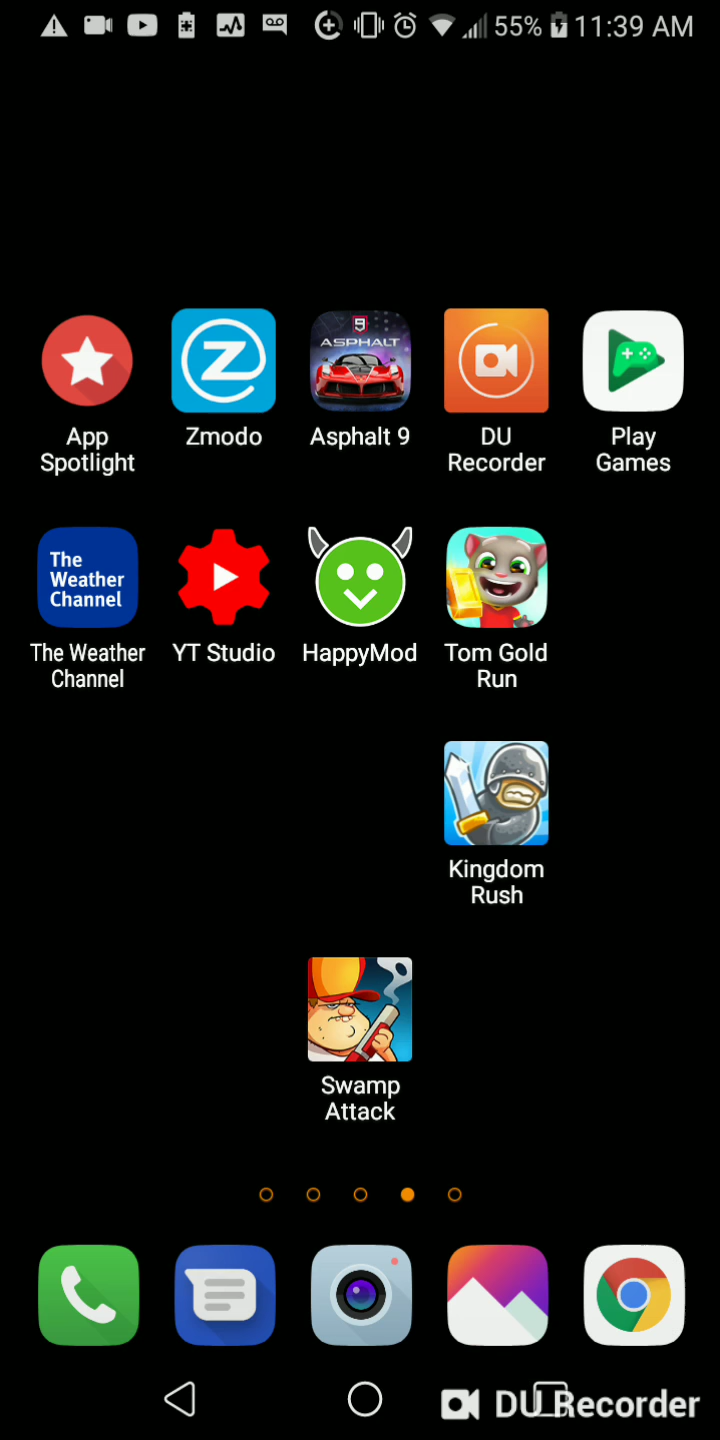 55% 11:39 AM
9
ASPHALT
App Spotlight
Zmodo
Asphalt 9
DU Recorder
Play Games
The
Weather
Channel
The Weather Channel
YT Studio
HappyMod
Tom Gold Run
Kingdom Rush
Swamp Attack
DU Recorder